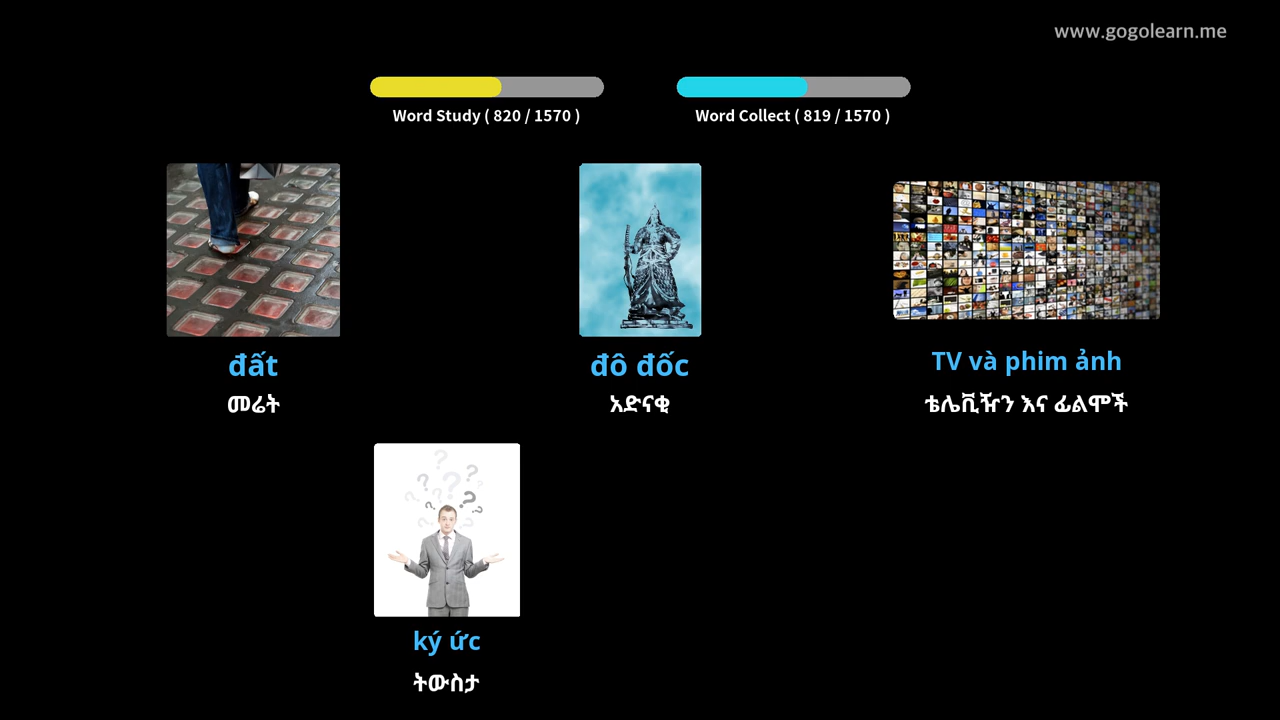 www.gogolearn.me
Word Study ( 820 / 1570 )
Word Collect ( 819 / 1570 )
đất
መሬት
đô đốc
አድናቂ
TV và phim ảnh
ቴሌቪዥን እና ፊልሞች
ký ức
ትውስታ